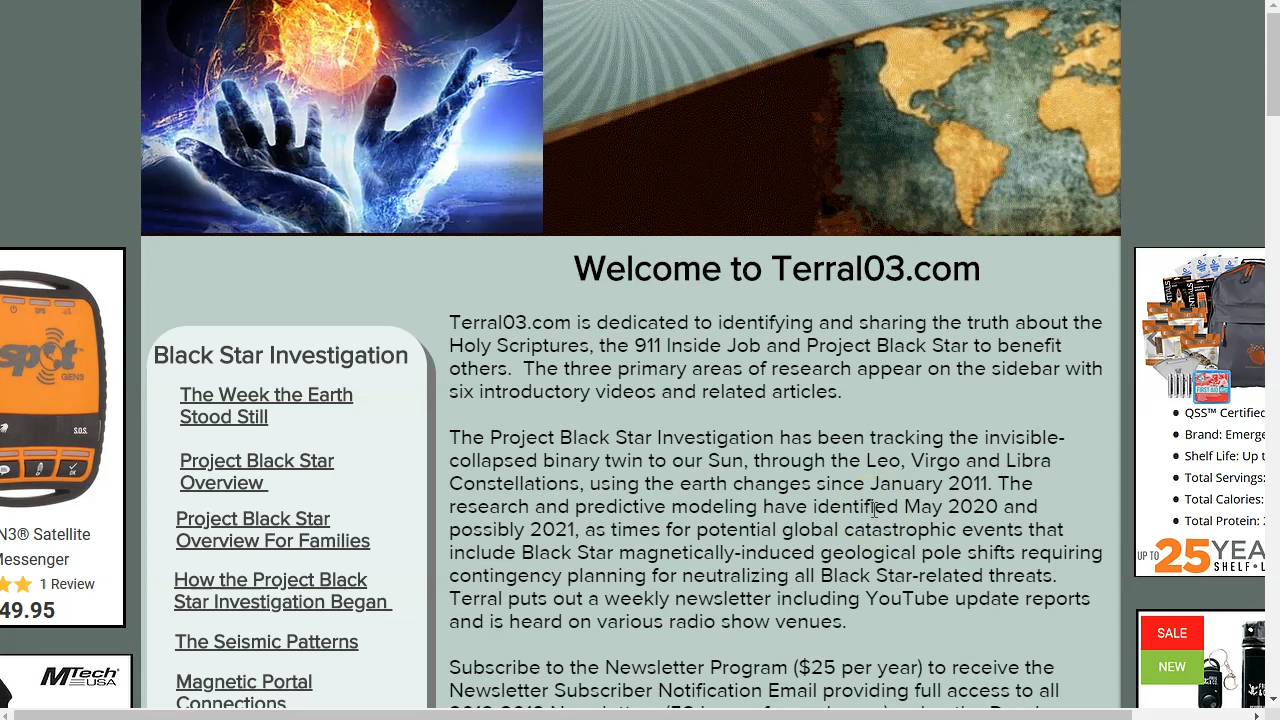 Welcome to Terral03.com
Terral03.com is dedicated to identifying and sharing the truth about the
Holy Scriptures, the 911 Inside Job and Project Black Star to benefit
others.  The three primary areas of research appear on the sidebar with
six introductory videos and related articles.
The Project Black Star Investigation has been tracking the invisible-
collapsed binary twin to our Sun, through the Leo, Virgo and Libra
Constellations, using the earth changes since January 2011. The
research and predictive modeling have identified May 2020 and
possibly 2021, as times for potential global catastrophic events that
include Black Star magnetically-induced geological pole shifts requiring
contingency planning for neutralizing all Black Star-related threats.
Terral puts out a weekly newsletter including YouTube update reports
and is heard on various radio show venues.
Subscribe to the Newsletter Program ($25 per year) to receive the
Newsletter Subscriber Notification Email providing full access to all
Black Star Investigation
The Week the Earth
Stood Still
Project Black Star
Overview
Project Black Star
Overview For Families
How the Project Black
Star Investigation Began
The Seismic Patterns
Magnetic Portal
Connections
spot
GEN3
S.O.S.
N3® Satellite
Messenger
1 Review
49.95
MTech
USA
FIRST AID
• QSS™ Certified
• Brand: Emerge
• Shelf Life: Up t
• Total Servings:
• Total Calories:
• Total Protein: 2
UP TO 25 YEA
SHELF-L
SALE
NEW